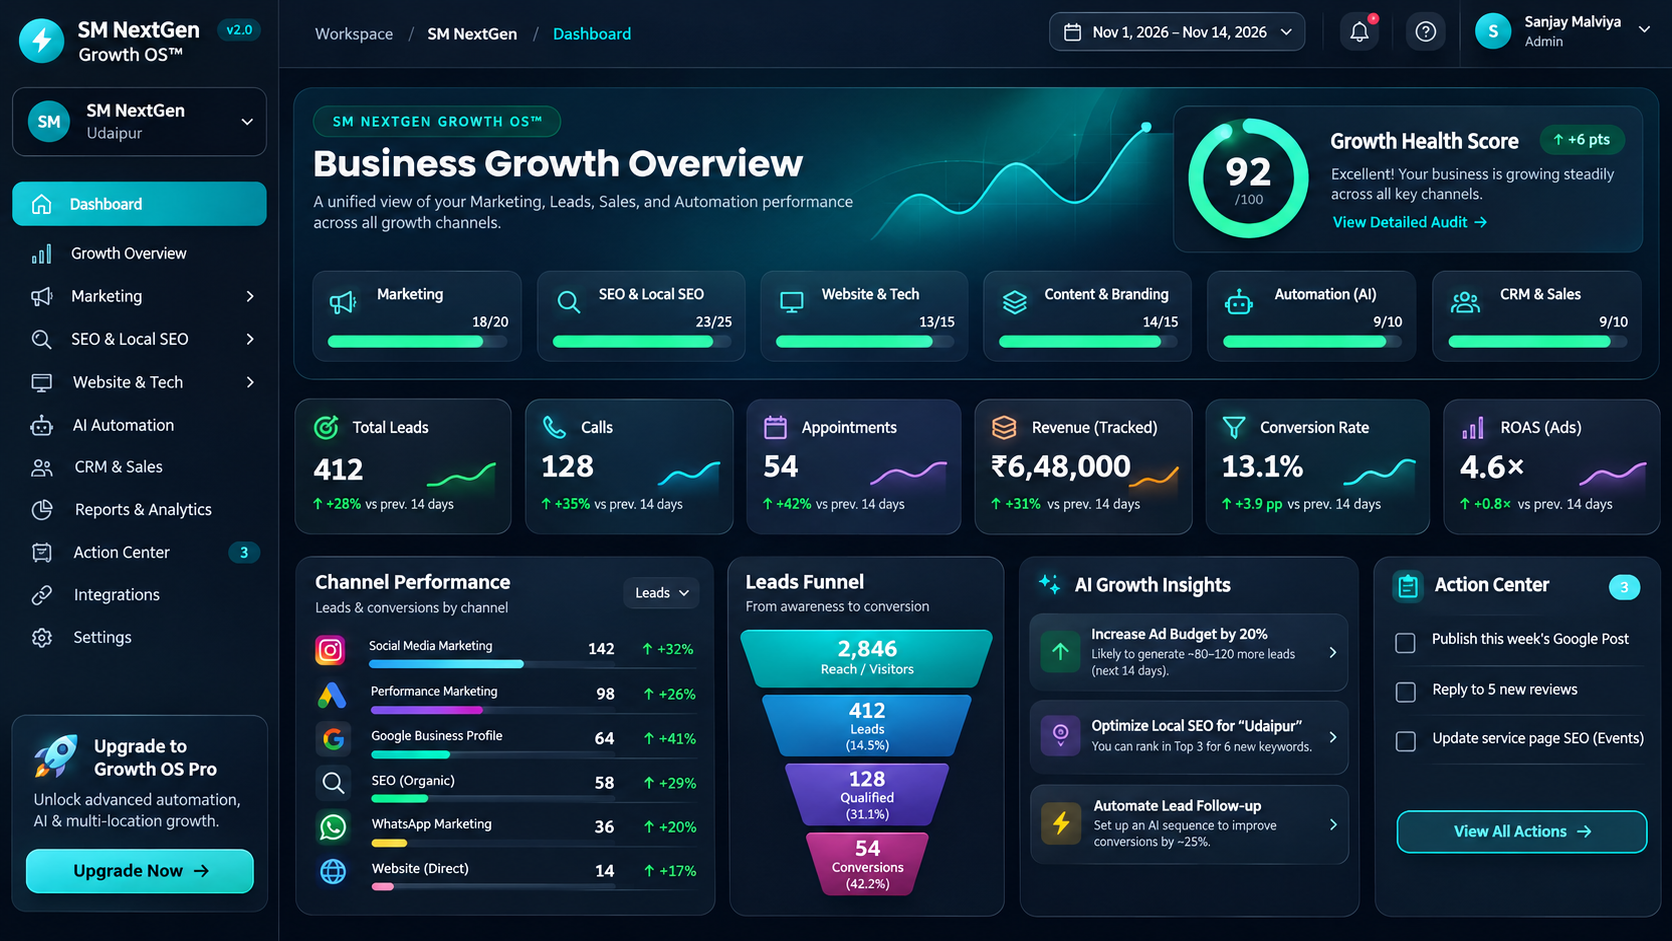 SM NextGen
Growth OS™
v2.0
SM
SM NextGen
Udaipur
Dashboard
Growth Overview
Marketing
SEO & Local SEO
Website & Tech
AI Automation
CRM & Sales
Reports & Analytics
Action Center
3
Integrations
Settings
Upgrade to
Growth OS Pro
Unlock advanced automation,
AI & multi-location growth.
Upgrade Now →
Workspace / SM NextGen / Dashboard
Nov 1, 2026 – Nov 14, 2026
S
Sanjay Malviya
Admin
SM NEXTGEN GROWTH OS™
Business Growth Overview
A unified view of your Marketing, Leads, Sales, and Automation performance
across all growth channels.
92
/100
Growth Health Score
↑ +6 pts
Excellent! Your business is growing steadily
across all key channels.
View Detailed Audit →
Marketing
18/20
SEO & Local SEO
23/25
Website & Tech
13/15
Content & Branding
14/15
Automation (AI)
9/10
CRM & Sales
9/10
Total Leads
412
↑ +28% vs prev. 14 days
Calls
128
↑ +35% vs prev. 14 days
Appointments
54
↑ +42% vs prev. 14 days
Revenue (Tracked)
₹6,48,000
↑ +31% vs prev. 14 days
Conversion Rate
13.1%
↑ +3.9 pp vs prev. 14 days
ROAS (Ads)
4.6×
↑ +0.8× vs prev. 14 days
Channel Performance
Leads & conversions by channel
Leads
Social Media Marketing 142 ↑ +32%
Performance Marketing 98 ↑ +26%
Google Business Profile 64 ↑ +41%
SEO (Organic) 58 ↑ +29%
WhatsApp Marketing 36 ↑ +20%
Website (Direct) 14 ↑ +17%
Leads Funnel
From awareness to conversion
2,846
Reach / Visitors
412
Leads
(14.5%)
128
Qualified
(31.1%)
54
Conversions
(42.2%)
AI Growth Insights
Increase Ad Budget by 20%
Likely to generate ~80–120 more leads
(next 14 days).
Optimize Local SEO for “Udaipur”
You can rank in Top 3 for 6 new keywords.
Automate Lead Follow-up
Set up an AI sequence to improve
conversions by ~25%.
Action Center
3
Publish this week's Google Post
Reply to 5 new reviews
Update service page SEO (Events)
View All Actions →